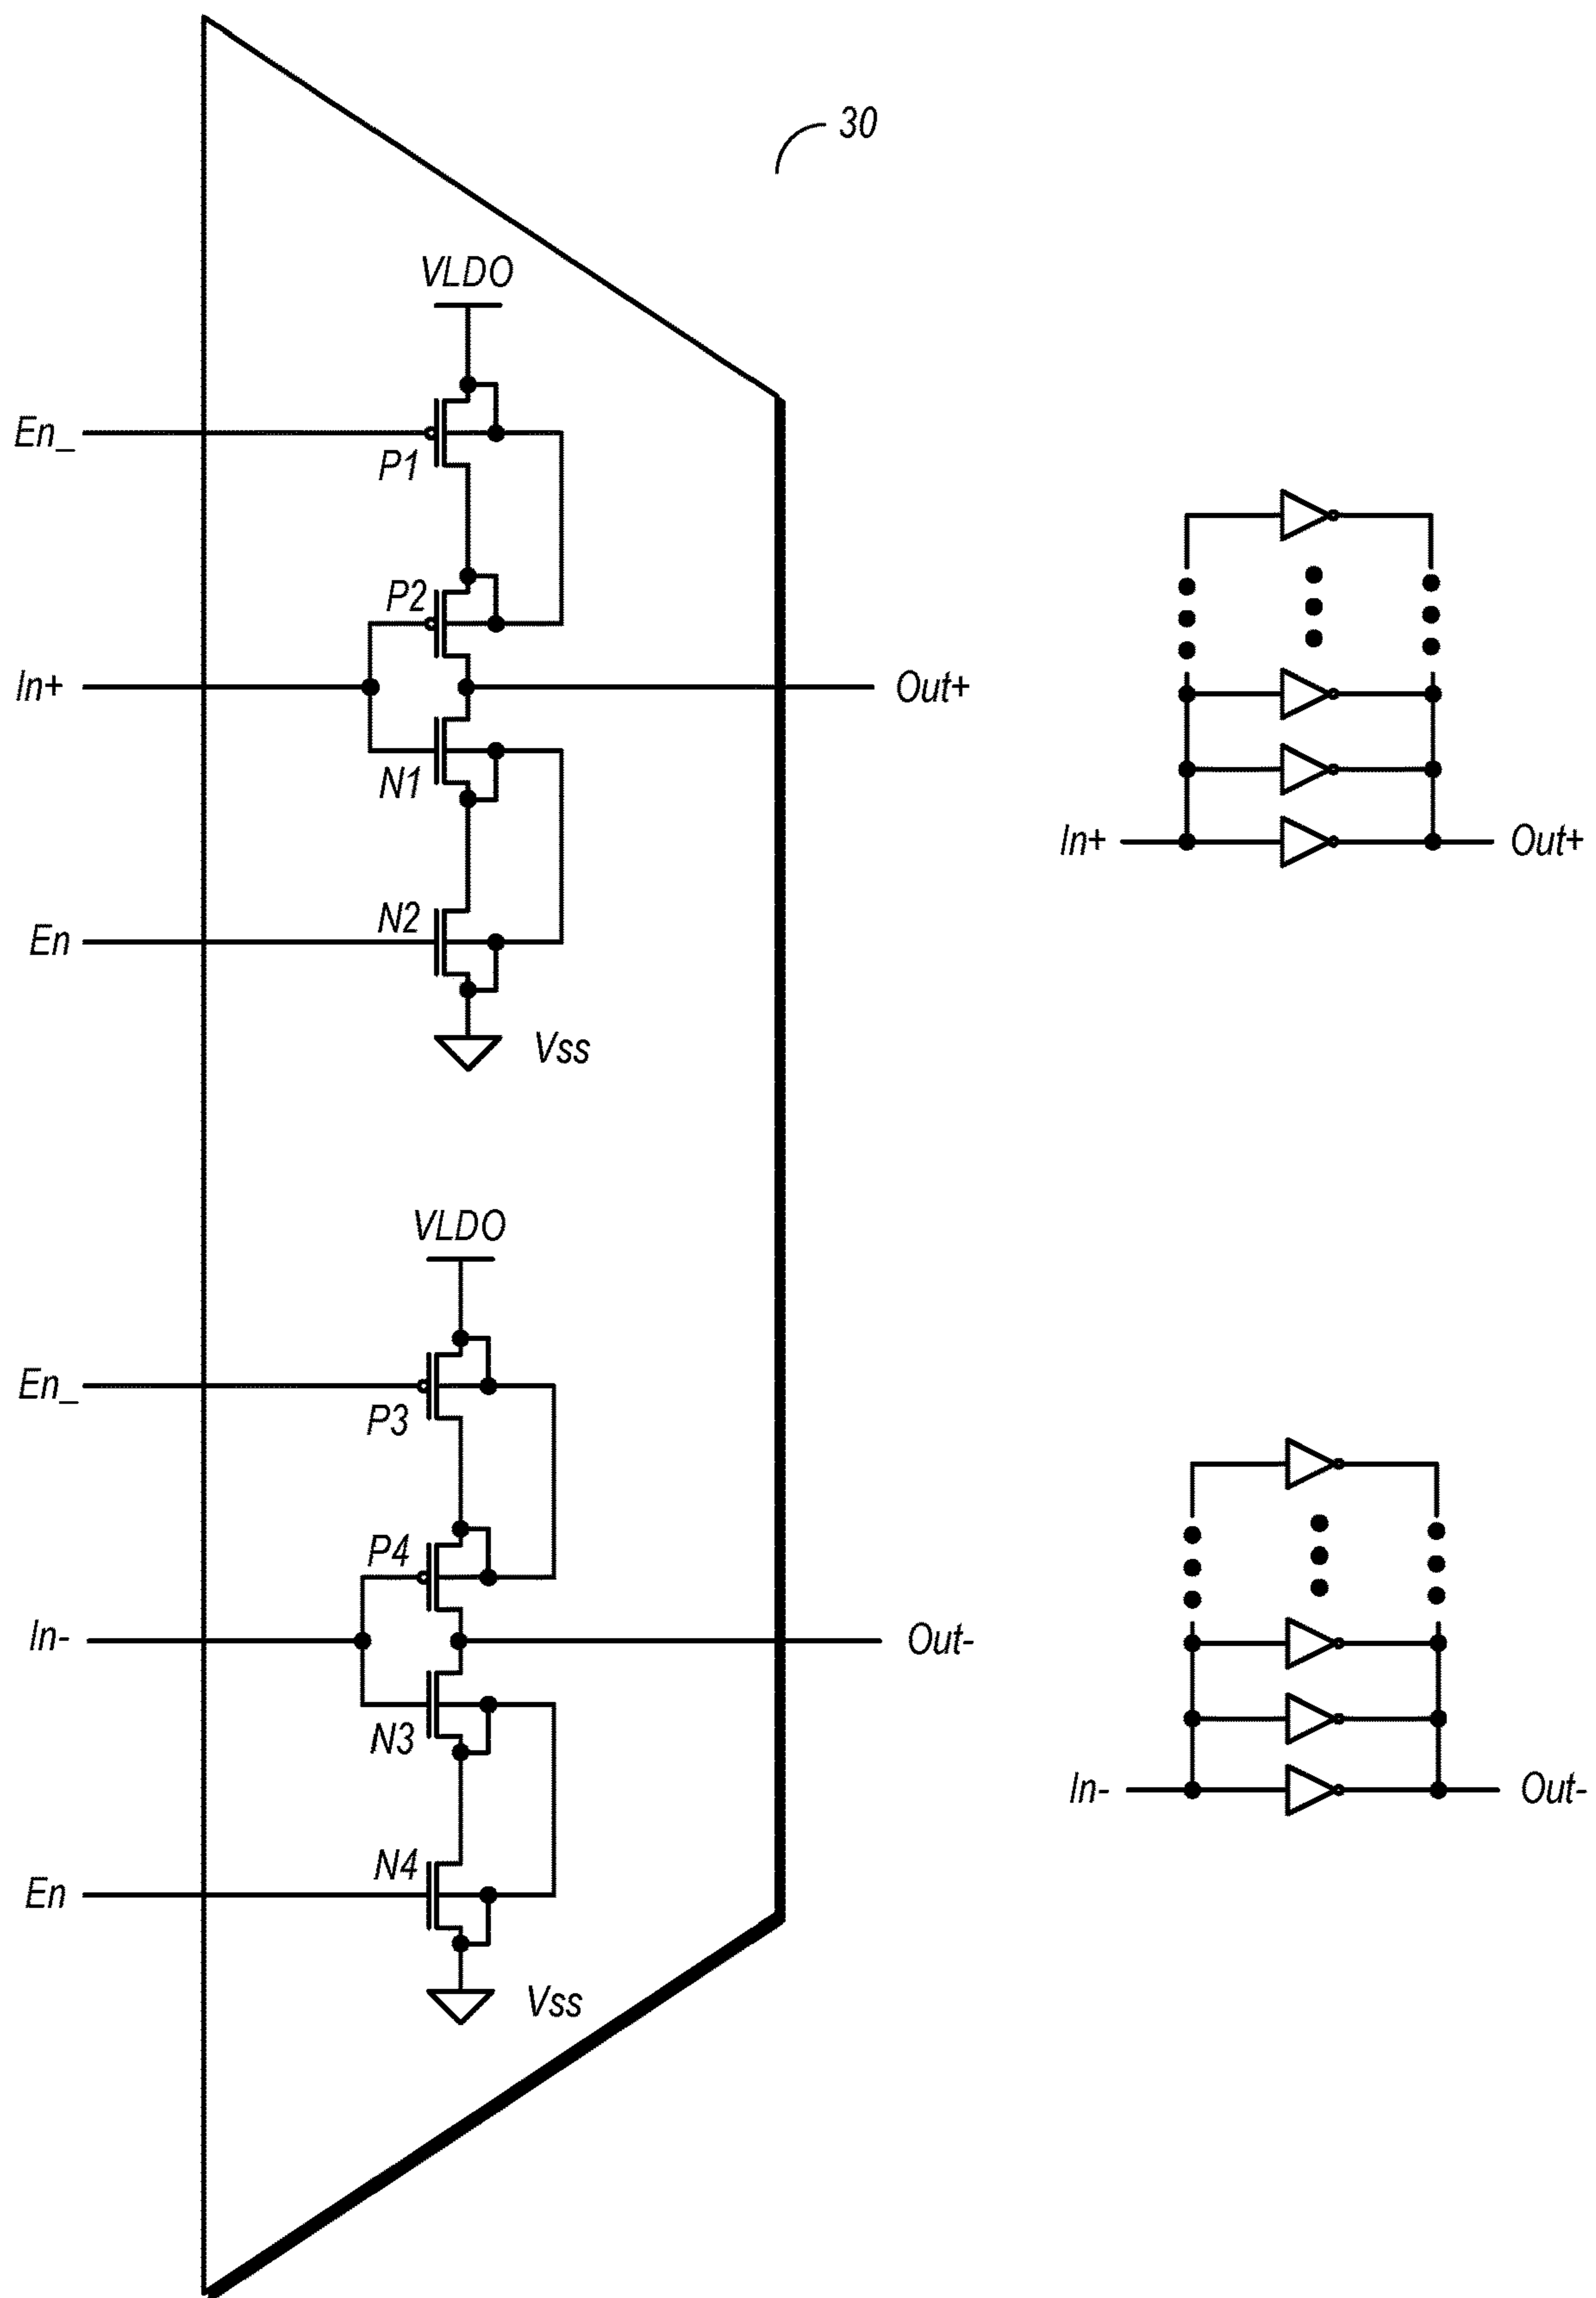 30
VLDO
En_
P1
P2
In+
Out+
N1
N2
En
Vss
In+
Out+
VLDO
En_
P3
P4
In-
Out-
N3
N4
En
Vss
In-
Out-